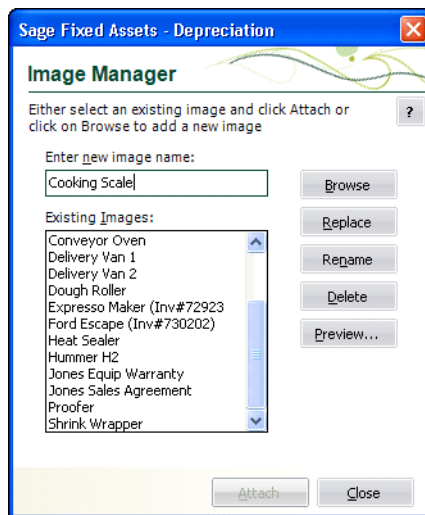 Sage Fixed Assets - Depreciation
Image Manager
Either select an existing image and click Attach or
click on Browse to add a new image
?
Enter new image name:
Cooking Scale
Browse
Existing Images:
Replace
Conveyor Oven
Delivery Van 1
Delivery Van 2
Rename
Dough Roller
Expresso Maker (Inv#72923
Delete
Ford Escape (Inv#730202)
Heat Sealer
Preview...
Hummer H2
Jones Equip Warranty
Jones Sales Agreement
Proofer
Shrink Wrapper
Attach
Close